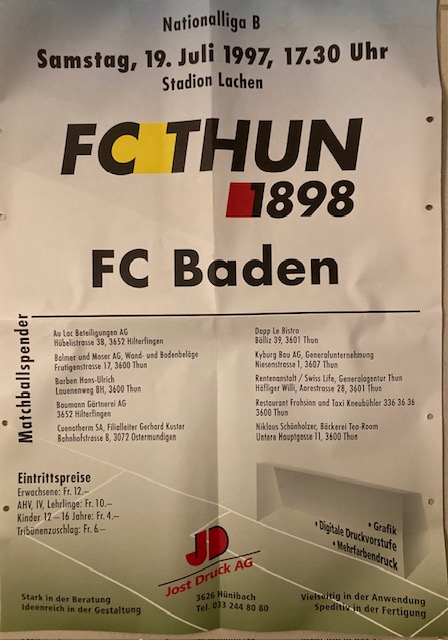 Nationalliga B
Samstag, 19. Juli 1997, 17.30 Uhr
Stadion Lachen
FC THUN
1898
FC Baden
Matchballspender
Au Lac Beteiligungen AG
Hübelistrasse 3B, 3652 Hilterfingen
Balmer und Moser AG, Wand- und Bodenbeläge
Frutigenstrasse 17, 3600 Thun
Barben Hans-Ulrich
Lauenenweg 8H, 3600 Thun
Baumann Gärtnerei AG
3652 Hilterfingen
Cuenotherm SA, Filialleiter Gerhard Kuster
Bahnhofstrasse 8, 3072 Ostermundigen
Dapp Le Bistro
Bälliz 39, 3601 Thun
Kyburg Bau AG, Generalunternehmung
Niesenstrasse 1, 3607 Thun
Rentenanstalt / Swiss Life, Generalagentur Thun
Häfliger Willi, Aarestrasse 28, 3601 Thun
Restaurant Frohsinn und Taxi Kneubühler 336 36 36
3600 Thun
Niklaus Schönholzer, Bäckerei Tea-Room
Untere Hauptgasse 11, 3600 Thun
Eintrittspreise
Erwachsene: Fr. 12.–
AHV, IV, Lehrlinge: Fr. 10.–
Kinder 12 – 16 Jahre: Fr. 4.–
Tribünenzuschlag: Fr. 6.–
• Grafik
• Digitale Druckvorstufe
• Mehrfarbendruck
JD
Jost Druck AG
3626 Hünibach
Tel. 033 244 80 80
Stark in der Beratung
Ideenreich in der Gestaltung
Vielseitig in der Anwendung
Speditiv in der Fertigung